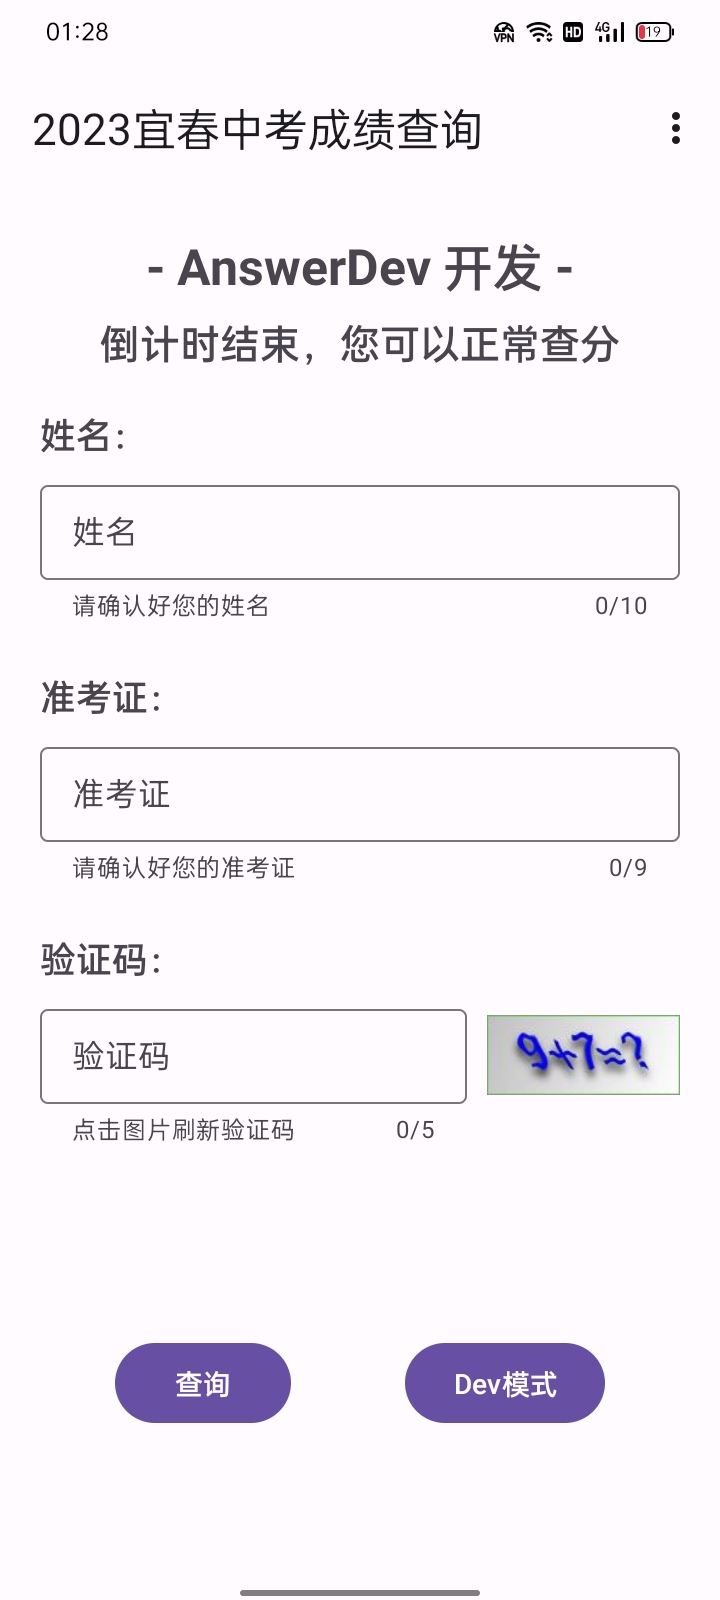 01:28
VPN
HD
4G
19
2023宜春中考成绩查询
- AnswerDev 开发 -
倒计时结束，您可以正常查分
姓名：
姓名
请确认好您的姓名 0/10
准考证：
准考证
请确认好您的准考证 0/9
验证码：
验证码
9+7≈?
点击图片刷新验证码 0/5
查询
Dev模式